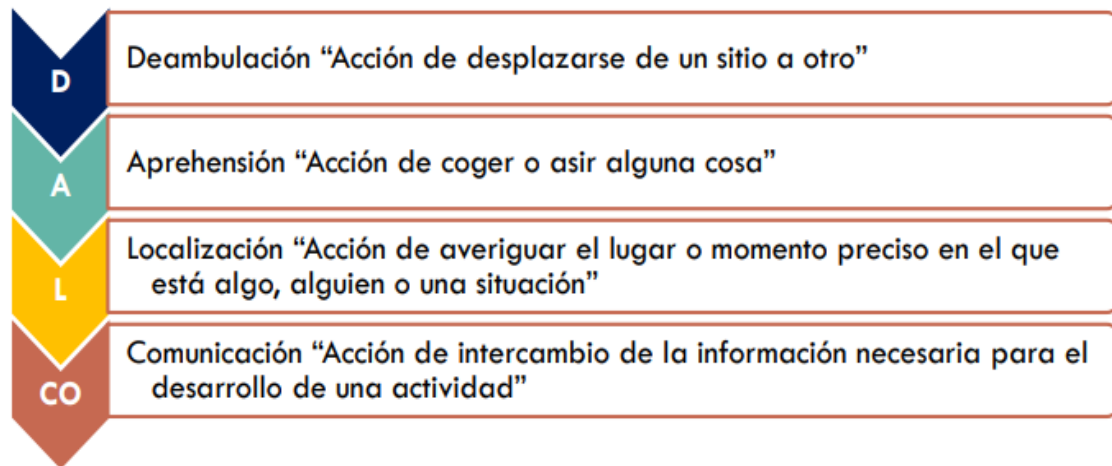 D
Deambulación “Acción de desplazarse de un sitio a otro”
A
Aprehensión “Acción de coger o asir alguna cosa”
L
Localización “Acción de averiguar el lugar o momento preciso en el que
está algo, alguien o una situación”
CO
Comunicación “Acción de intercambio de la información necesaria para el
desarrollo de una actividad”